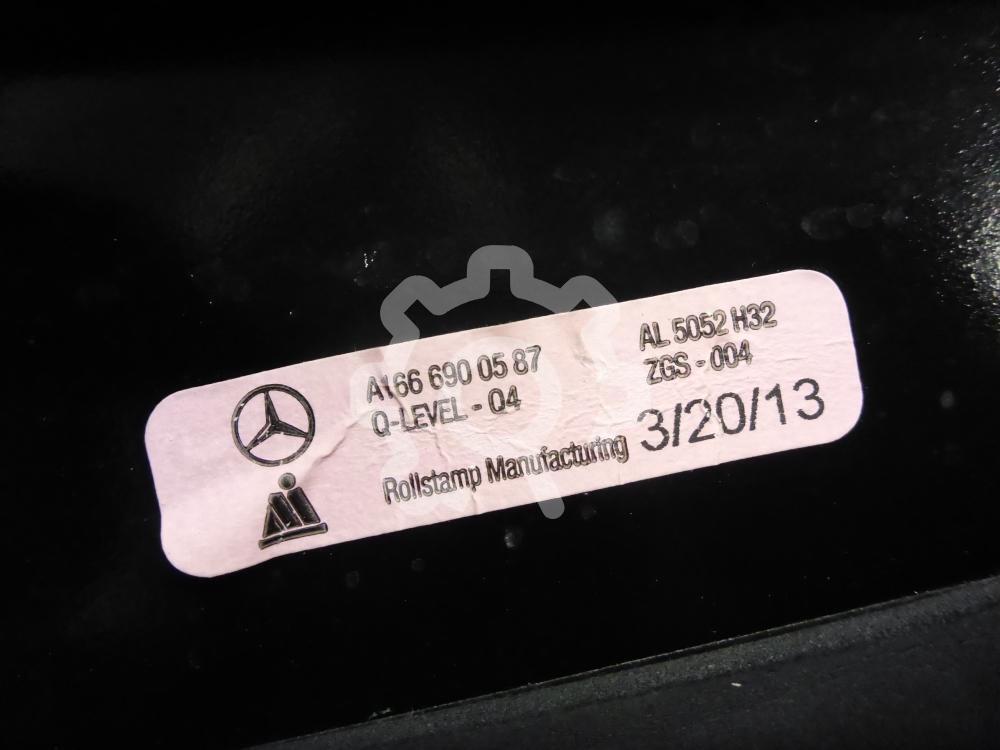 A166 690 05 87
Q-LEVEL - Q4
Rollstamp Manufacturing
AL 5052 H32
ZGS - 004
3/20/13